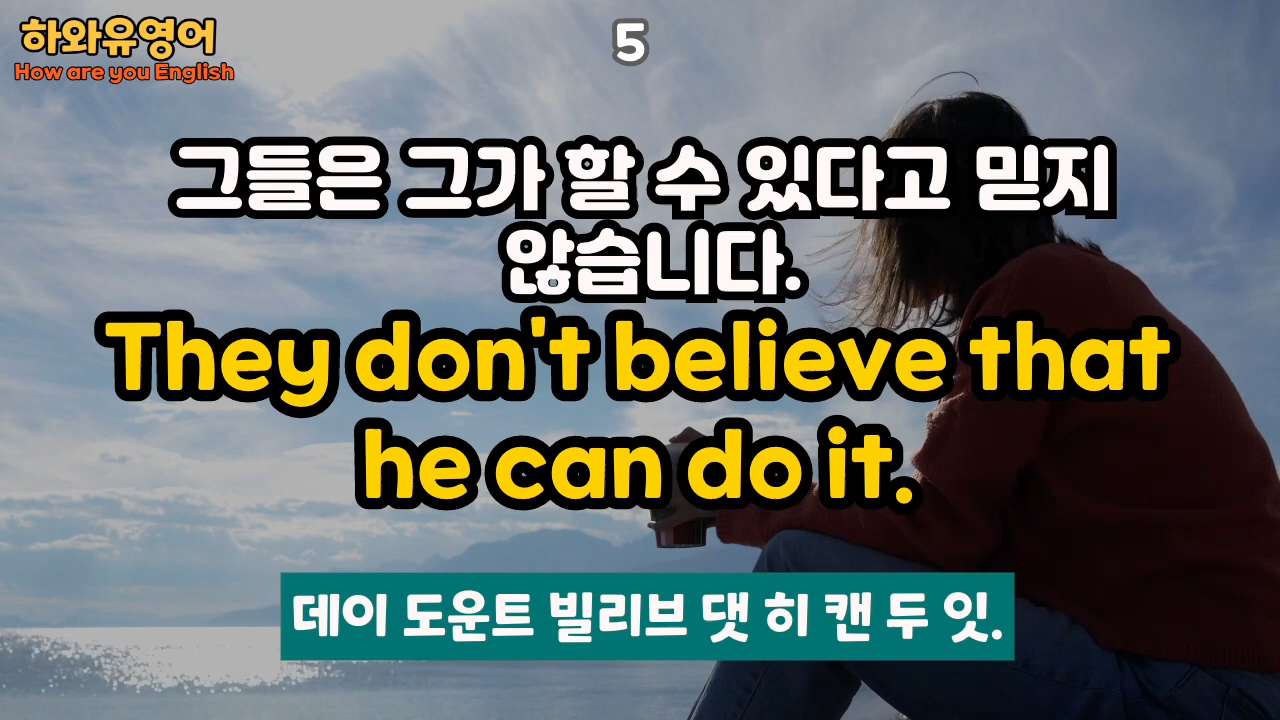 하와유영어
How are you English
5
그들은 그가 할 수 있다고 믿지
않습니다.
They don't believe that
he can do it.
데이 도운트 빌리브 댓 히 캔 두 잇.